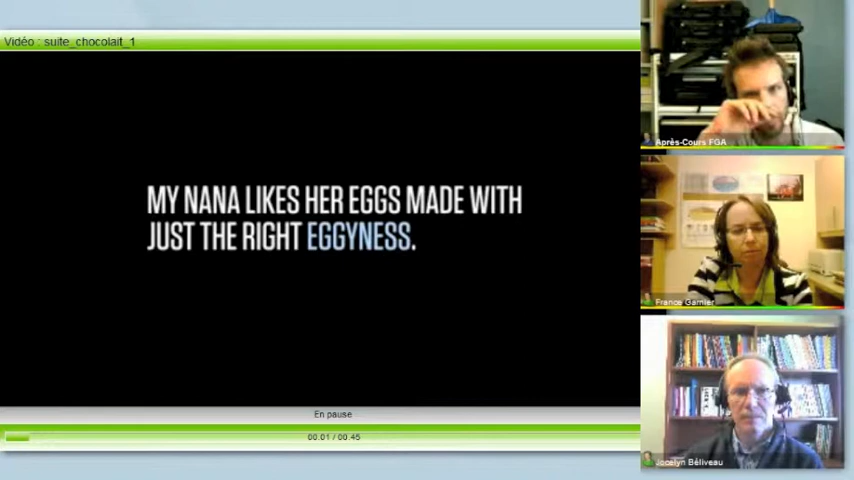 Vidéo : suite_chocolait_1
MY NANA LIKES HER EGGS MADE WITH
JUST THE RIGHT EGGYNESS.
En pause
00:01 / 00:45
Après-Cours FGA
France Garnier
Jocelyn Béliveau